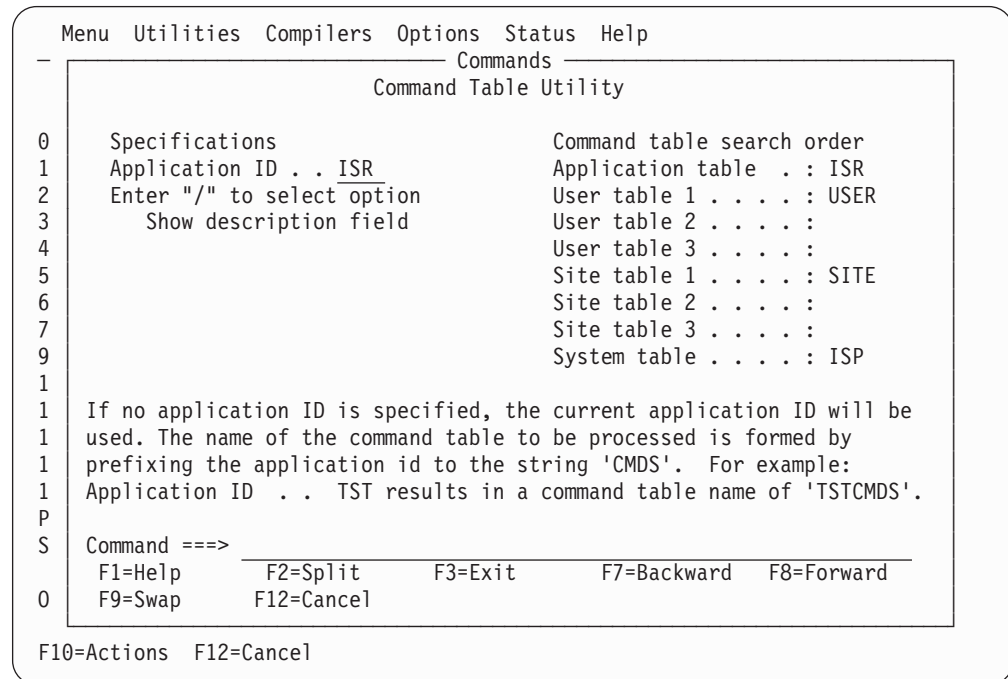 Menu Utilities Compilers Options Status Help
Commands
Command Table Utility
0 Specifications Command table search order
1 Application ID . . ISR Application table . : ISR
2 Enter "/" to select option User table 1 . . . . : USER
3 Show description field User table 2 . . . . :
4 User table 3 . . . . :
5 Site table 1 . . . . : SITE
6 Site table 2 . . . . :
7 Site table 3 . . . . :
9 System table . . . . : ISP
1
1 If no application ID is specified, the current application ID will be
1 used. The name of the command table to be processed is formed by
1 prefixing the application id to the string 'CMDS'. For example:
1 Application ID . . TST results in a command table name of 'TSTCMDS'.
P
S Command ===>
F1=Help F2=Split F3=Exit F7=Backward F8=Forward
O F9=Swap F12=Cancel
F10=Actions F12=Cancel